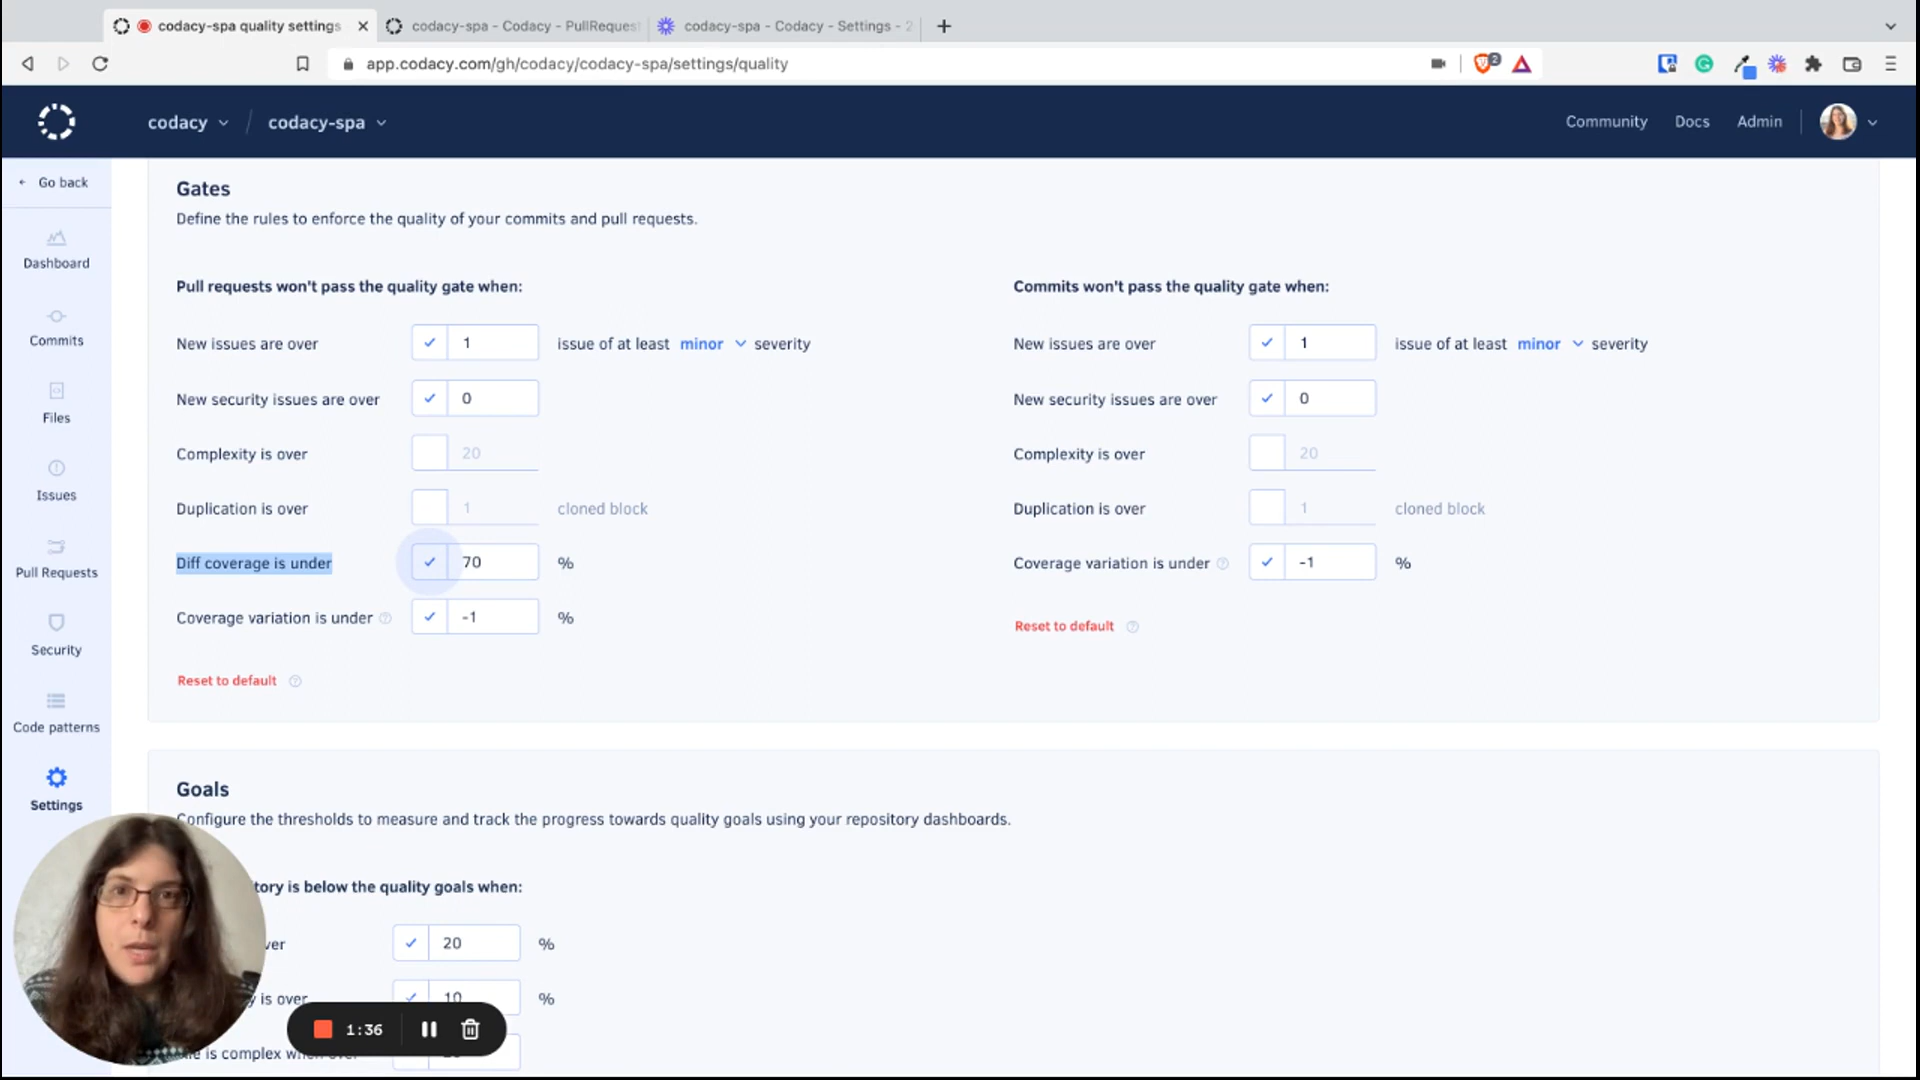 codacy-spa quality settings
codacy-spa - Codacy - PullReques
codacy-spa - Codacy - Settings - 2
app.codacy.com/gh/codacy/codacy-spa/settings/quality
2
codacy / codacy-spa
Community Docs Admin
Go back
Dashboard
Commits
Files
Issues
Pull Requests
Security
Code patterns
Settings
Gates
Define the rules to enforce the quality of your commits and pull requests.
Pull requests won't pass the quality gate when:
New issues are over 1 issue of at least minor severity
New security issues are over 0
Complexity is over 20
Duplication is over 1 cloned block
Diff coverage is under 70 %
Coverage variation is under ? -1 %
Reset to default ?
Commits won't pass the quality gate when:
New issues are over 1 issue of at least minor severity
New security issues are over 0
Complexity is over 20
Duplication is over 1 cloned block
Coverage variation is under ? -1 %
Reset to default ?
Goals
Configure the thresholds to measure and track the progress towards quality goals using your repository dashboards.
tory is below the quality goals when:
ver 20 %
y is over 10 %
is complex when over
1:36